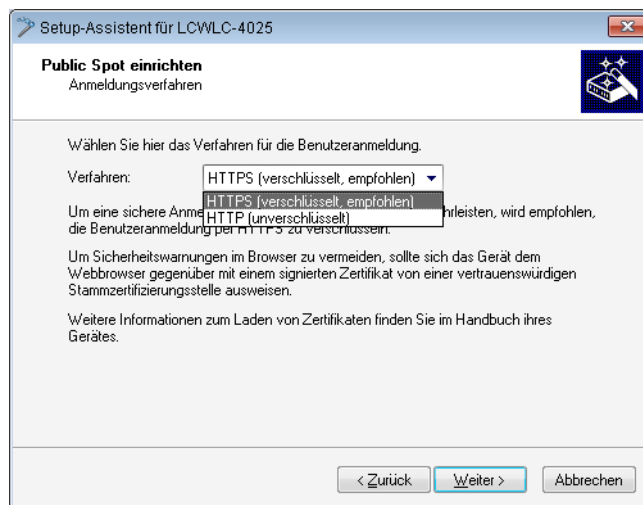 Setup-Assistent für LCWLC-4025
Public Spot einrichten
Anmeldungsverfahren
Wählen Sie hier das Verfahren für die Benutzeranmeldung.
Verfahren:
HTTPS (verschlüsselt, empfohlen)
HTTPS (verschlüsselt, empfohlen)
HTTP (unverschlüsselt)
Um eine sichere wird empfohlen,
die Benutzeranmeldung per HTTPS zu verschlüsseln.
Um Sicherheitswarnungen im Browser zu vermeiden, sollte sich das Gerät dem
Webbrowser gegenüber mit einem signierten Zertifikat von einer vertrauenswürdigen
Stammzertifizierungsstelle ausweisen.
Weitere Informationen zum Laden von Zertifikaten finden Sie im Handbuch ihres
Gerätes.
< Zurück
Weiter >
Abbrechen